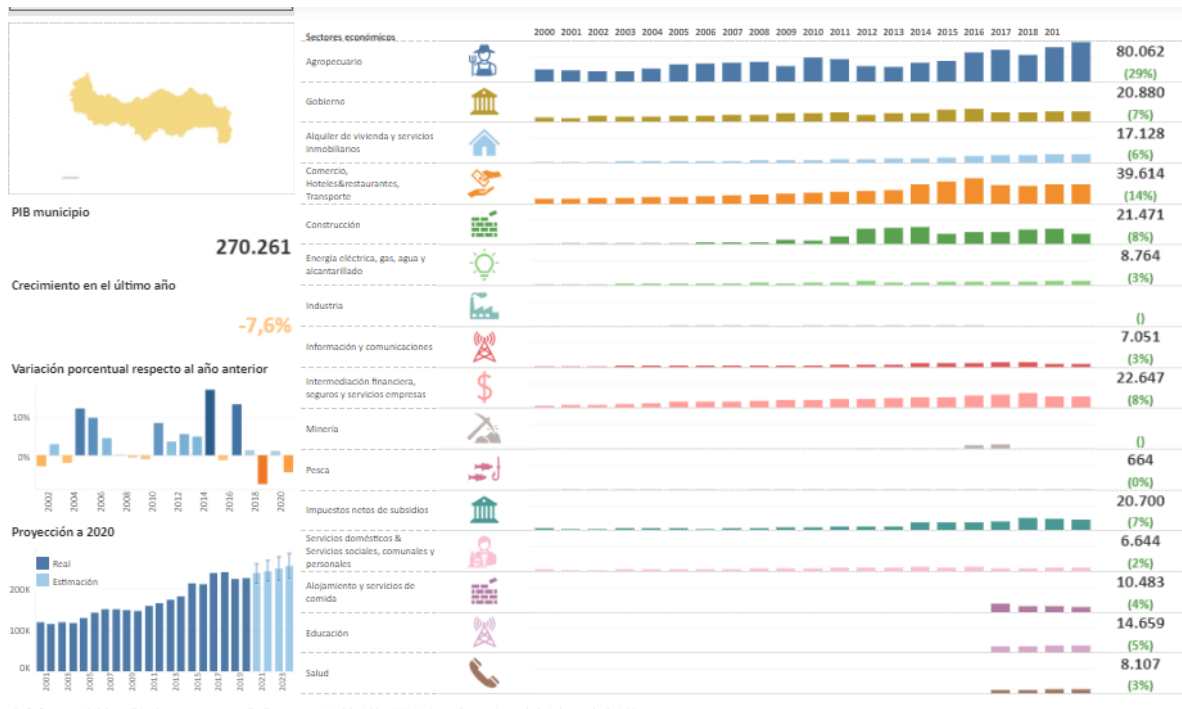 Sectores económicos
2000 2001 2002 2003 2004 2005 2006 2007 2008 2009 2010 2011 2012 2013 2014 2015 2016 2017 2018 201
Agropecuario
80.062
(29%)
Gobierno
20.880
(7%)
Alquiler de vivienda y servicios
inmobiliarios
17.128
(6%)
Comercio,
Hoteles&restaurantes,
Transporte
39.614
(14%)
Construcción
21.471
(8%)
Energía eléctrica, gas, agua y
alcantarillado
8.764
(3%)
Industria
()
Información y comunicaciones
7.051
(3%)
Intermediación financiera,
seguros y servicios empresas
22.647
(8%)
Minería
()
Pesca
664
(0%)
Impuestos netos de subsidios
20.700
(7%)
Servicios domésticos &
Servicios sociales, comunales y
personales
6.644
(2%)
Alojamiento y servicios de
comida
10.483
(4%)
Educación
14.659
(5%)
Salud
8.107
(3%)
PIB municipio
270.261
Crecimiento en el último año
-7,6%
Variación porcentual respecto al año anterior
10%
0%
2002 2004 2006 2008 2010 2012 2014 2016 2018 2020
Proyección a 2020
Real
Estimación
200K
100K
0K
2001 2003 2005 2007 2009 2011 2013 2015 2017 2019 2021 2023